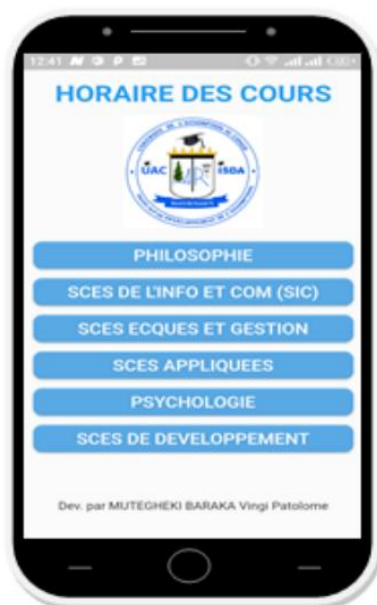 12:41
HORAIRE DES COURS
UAC ISDA
PHILOSOPHIE
SCES DE L'INFO ET COM (SIC)
SCES ECQUES ET GESTION
SCES APPLIQUEES
PSYCHOLOGIE
SCES DE DEVELOPPEMENT
Dev. par MUTEGHEKI BARAKA Vingi Patolome